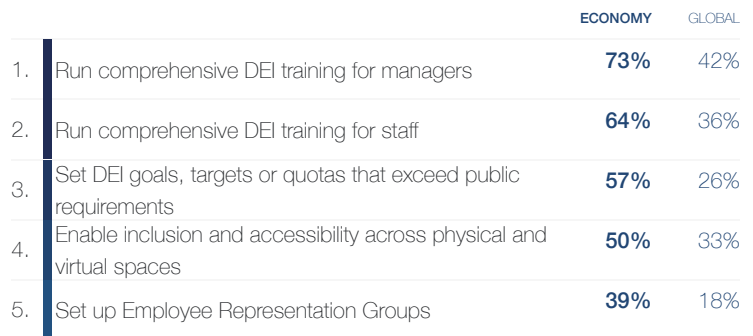 ECONOMY GLOBAL
1. Run comprehensive DEI training for managers 73% 42%
2. Run comprehensive DEI training for staff 64% 36%
3. Set DEI goals, targets or quotas that exceed public
requirements 57% 26%
4. Enable inclusion and accessibility across physical and
virtual spaces 50% 33%
5. Set up Employee Representation Groups 39% 18%